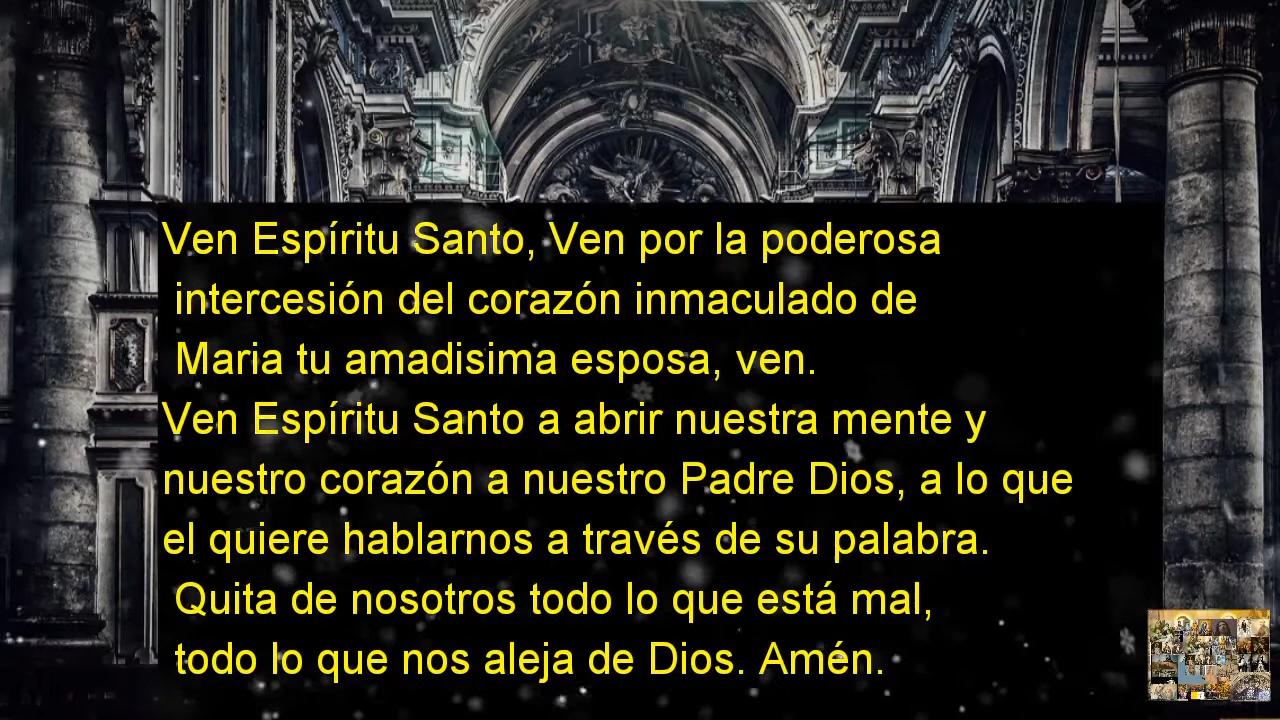 Ven Espíritu Santo, Ven por la poderosa
intercesión del corazón inmaculado de
Maria tu amadisima esposa, ven.
Ven Espíritu Santo a abrir nuestra mente y
nuestro corazón a nuestro Padre Dios, a lo que
el quiere hablarnos a través de su palabra.
Quita de nosotros todo lo que está mal,
todo lo que nos aleja de Dios. Amén.